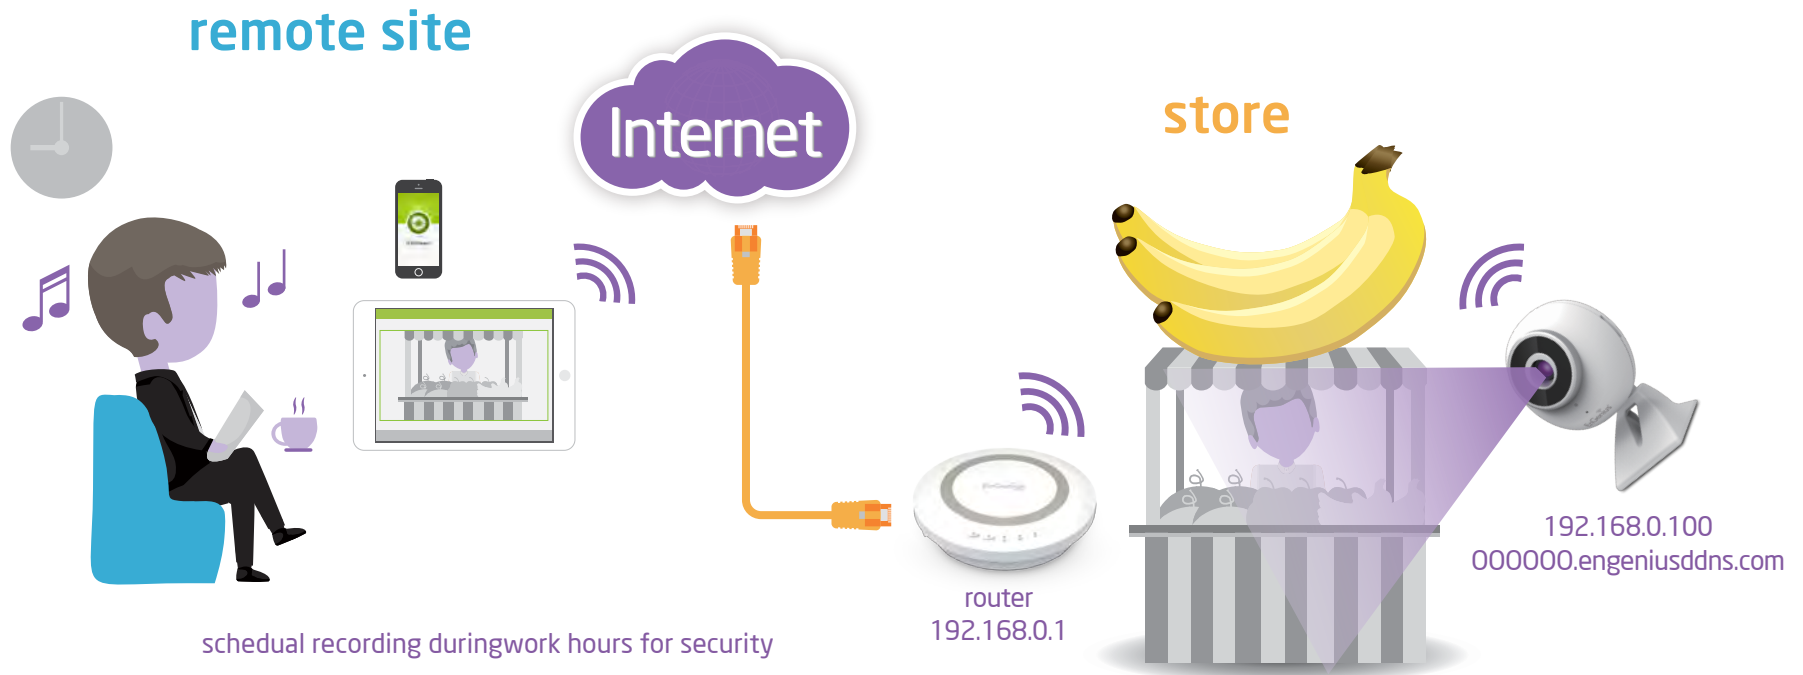 remote site
Internet
store
192.168.0.100
000000.engeniusddns.com
router
192.168.0.1
schedual recording duringwork hours for security